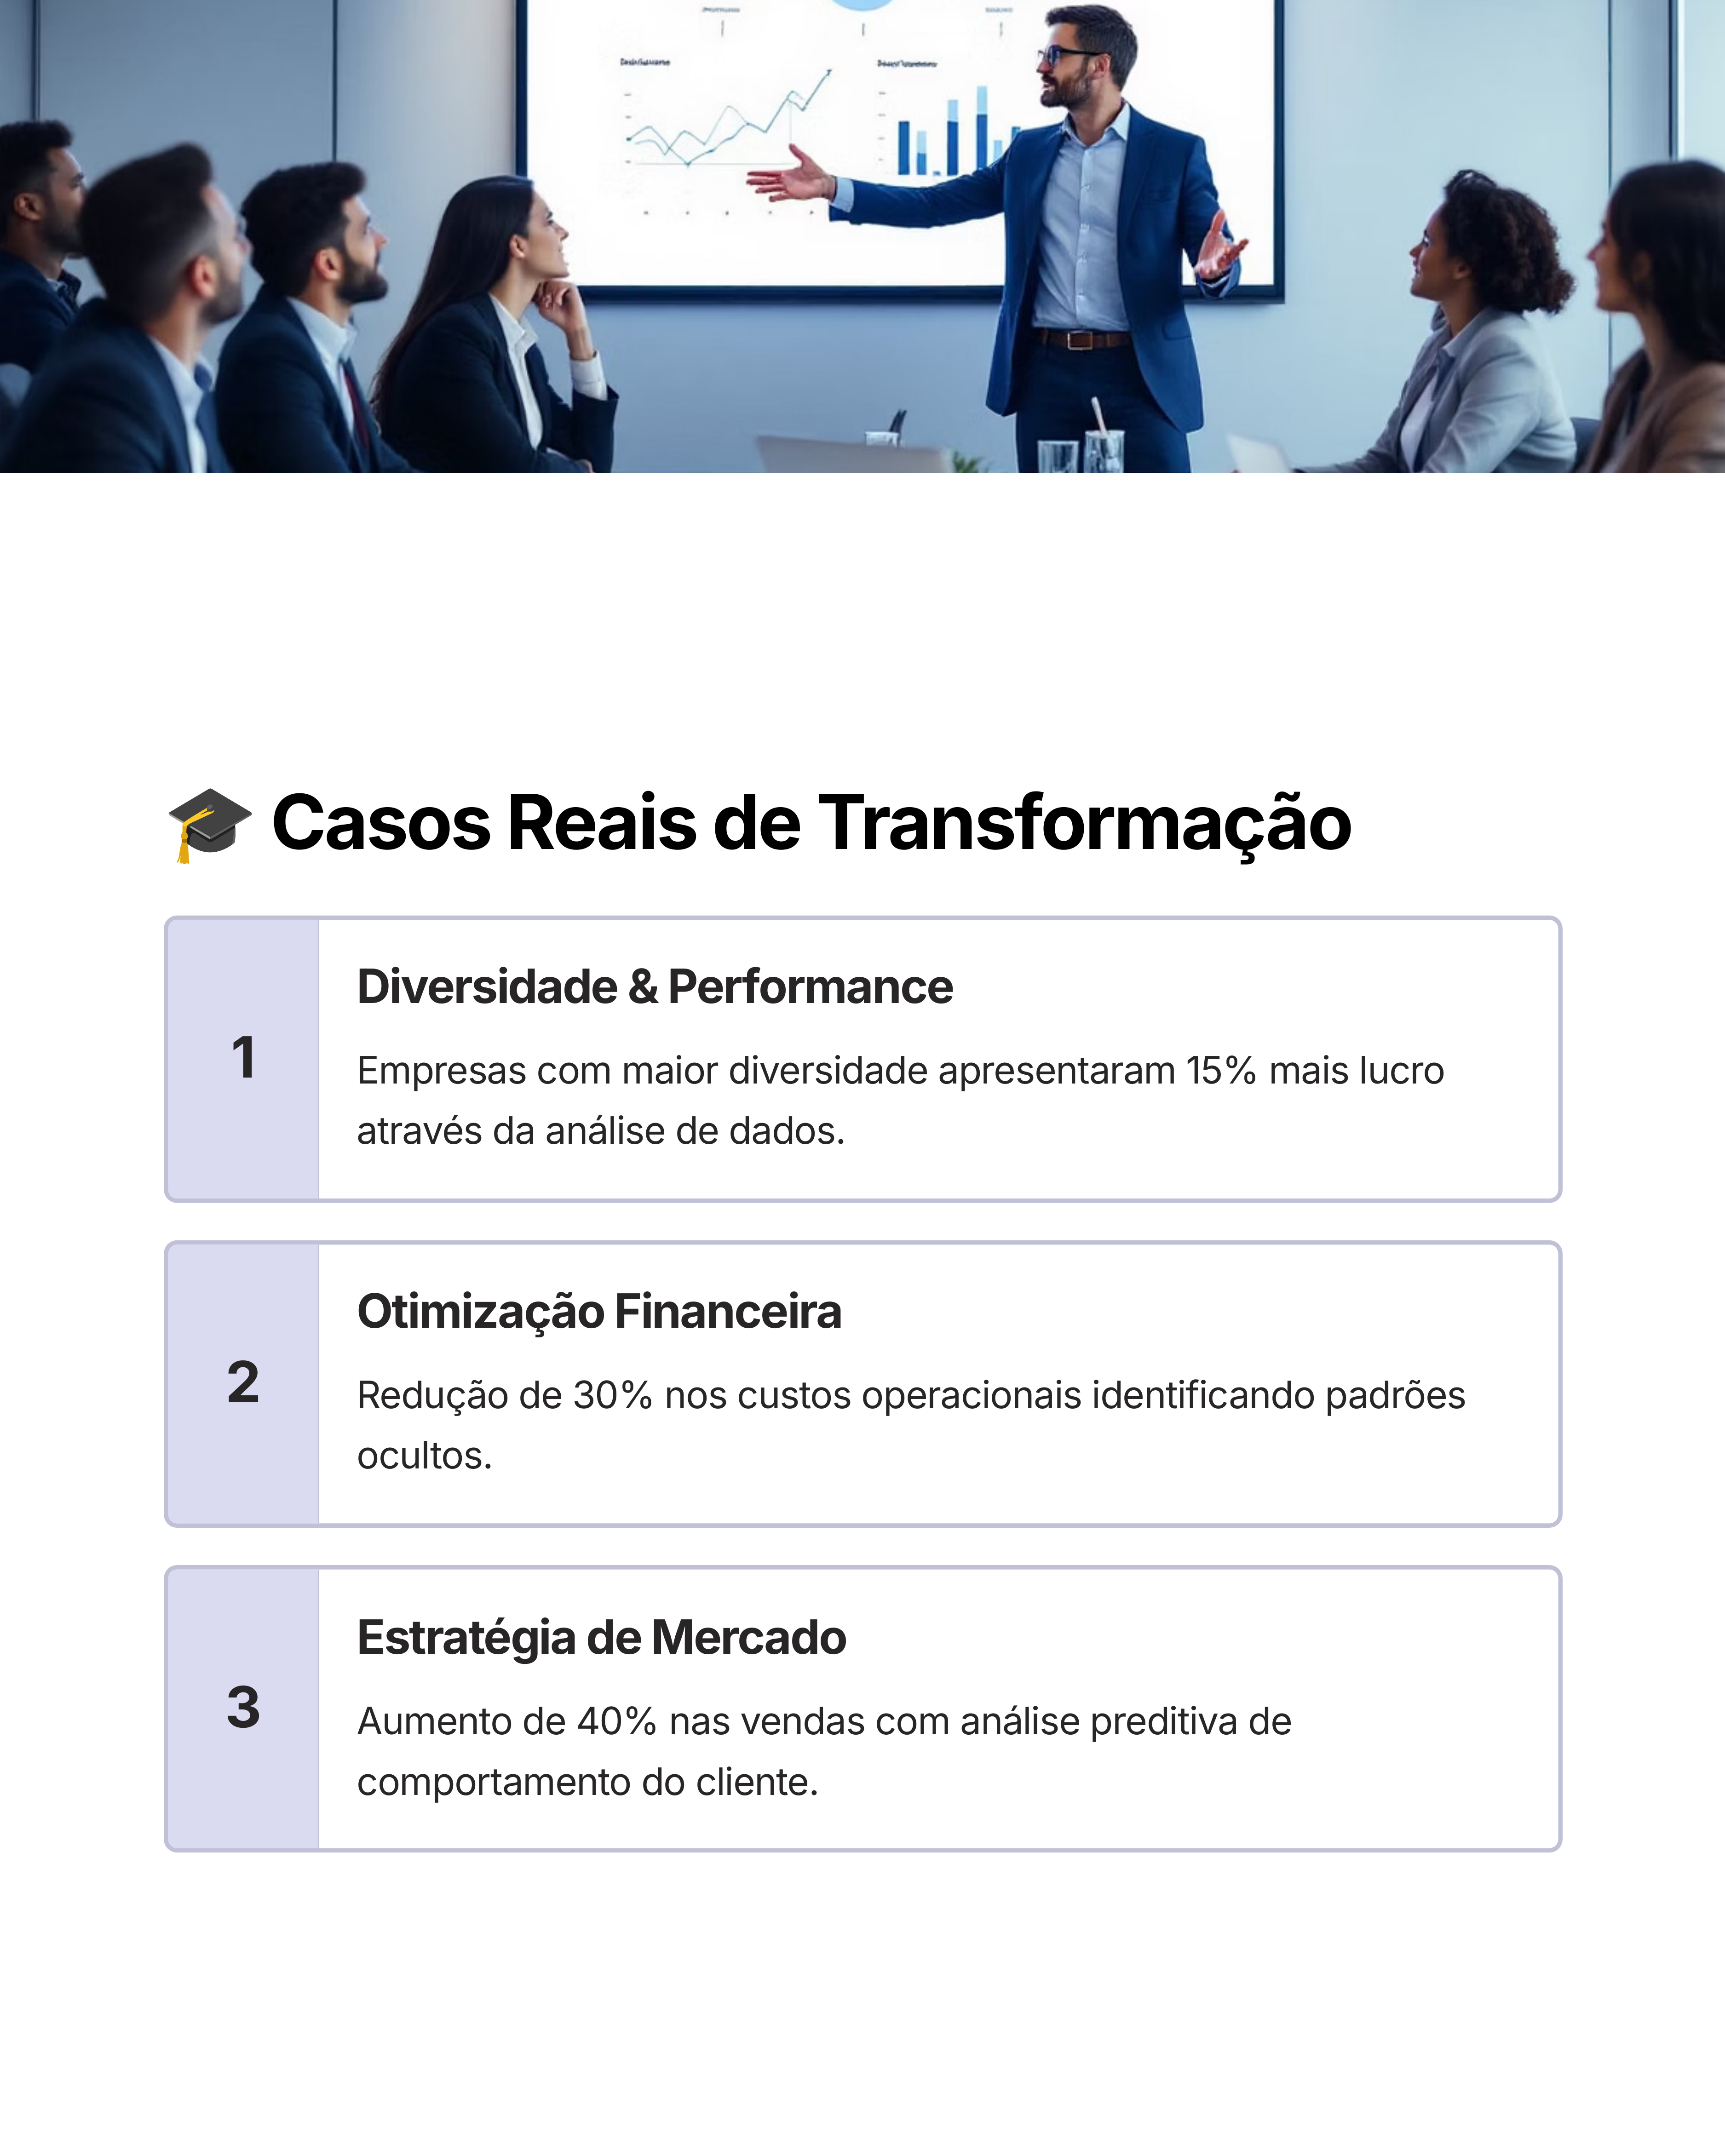 🎓 Casos Reais de Transformação
1
Diversidade & Performance
Empresas com maior diversidade apresentaram 15% mais lucro
através da análise de dados.
2
Otimização Financeira
Redução de 30% nos custos operacionais identificando padrões
ocultos.
3
Estratégia de Mercado
Aumento de 40% nas vendas com análise preditiva de
comportamento do cliente.